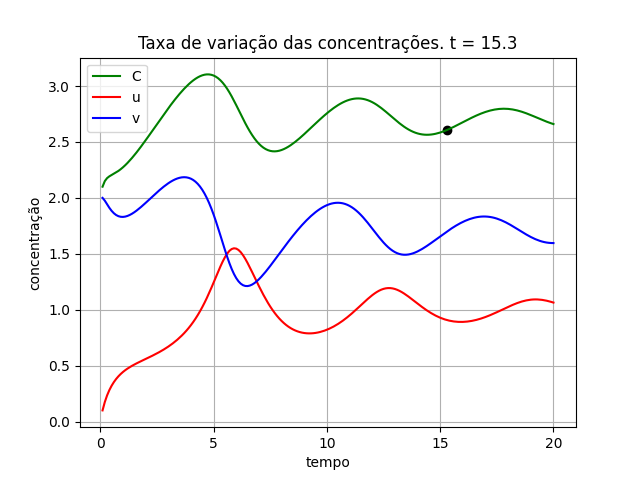 Taxa de variação das concentrações. t = 15.3
C
u
v
concentração
3.0
2.5
2.0
1.5
1.0
0.5
0.0
0 5 10 15 20
tempo